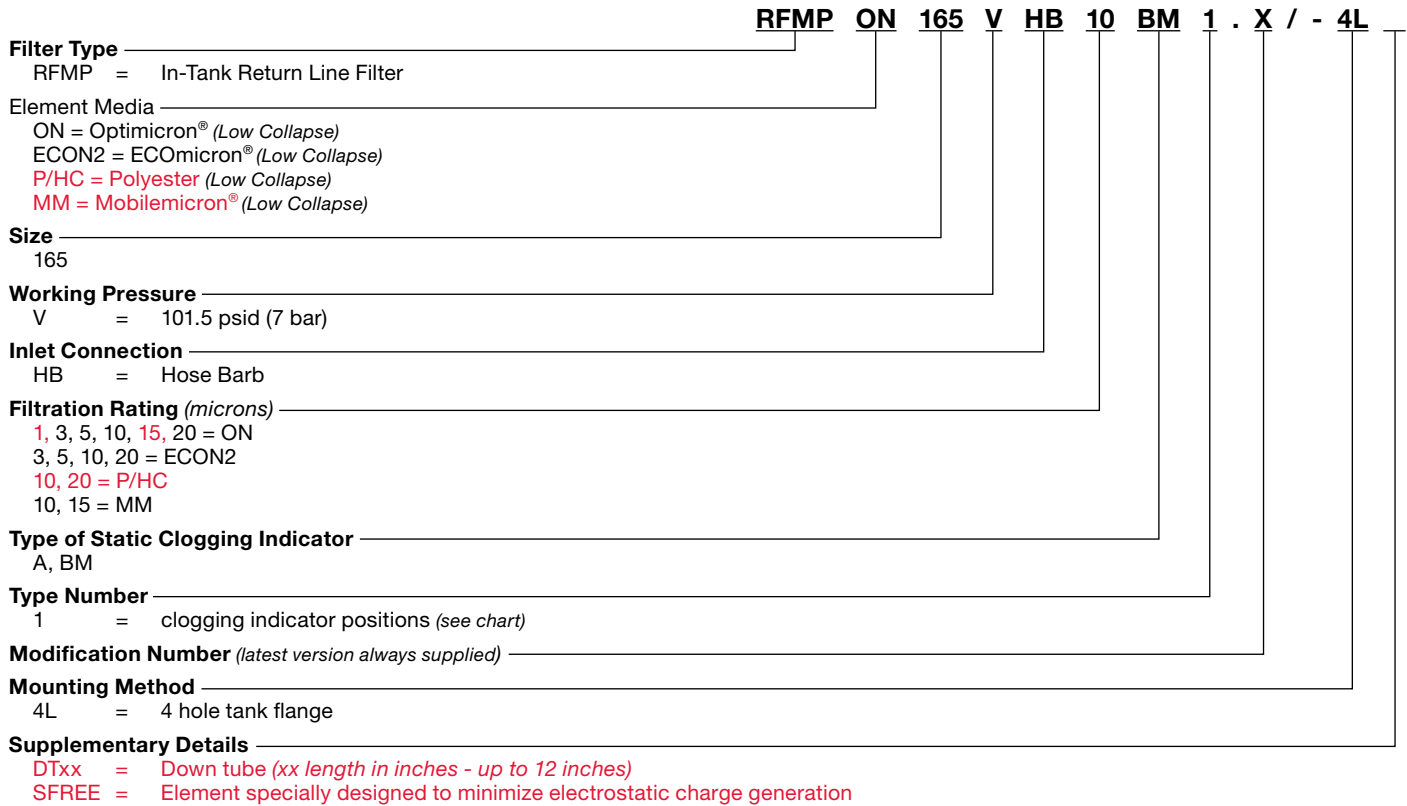 RFMP ON 165 V HB 10 BM 1 . X / - 4L
Filter Type
RFMP = In-Tank Return Line Filter
Element Media
ON = Optimicron® (Low Collapse)
ECON2 = ECOmicron® (Low Collapse)
P/HC = Polyester (Low Collapse)
MM = Mobilemicron® (Low Collapse)
Size
165
Working Pressure
V = 101.5 psid (7 bar)
Inlet Connection
HB = Hose Barb
Filtration Rating (microns)
1, 3, 5, 10, 15, 20 = ON
3, 5, 10, 20 = ECON2
10, 20 = P/HC
10, 15 = MM
Type of Static Clogging Indicator
A, BM
Type Number
1 = clogging indicator positions (see chart)
Modification Number (latest version always supplied)
Mounting Method
4L = 4 hole tank flange
Supplementary Details
DTxx = Down tube (xx length in inches - up to 12 inches)
SFREE = Element specially designed to minimize electrostatic charge generation